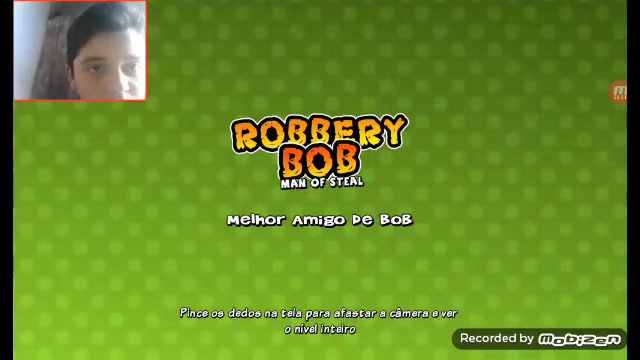 ROBBERY
BOB
MAN OF STEAL
Melhor Amigo De BoB
Pince os dedos na tela para afastar a câmera e ver
o nível inteiro
Recorded by mobizen